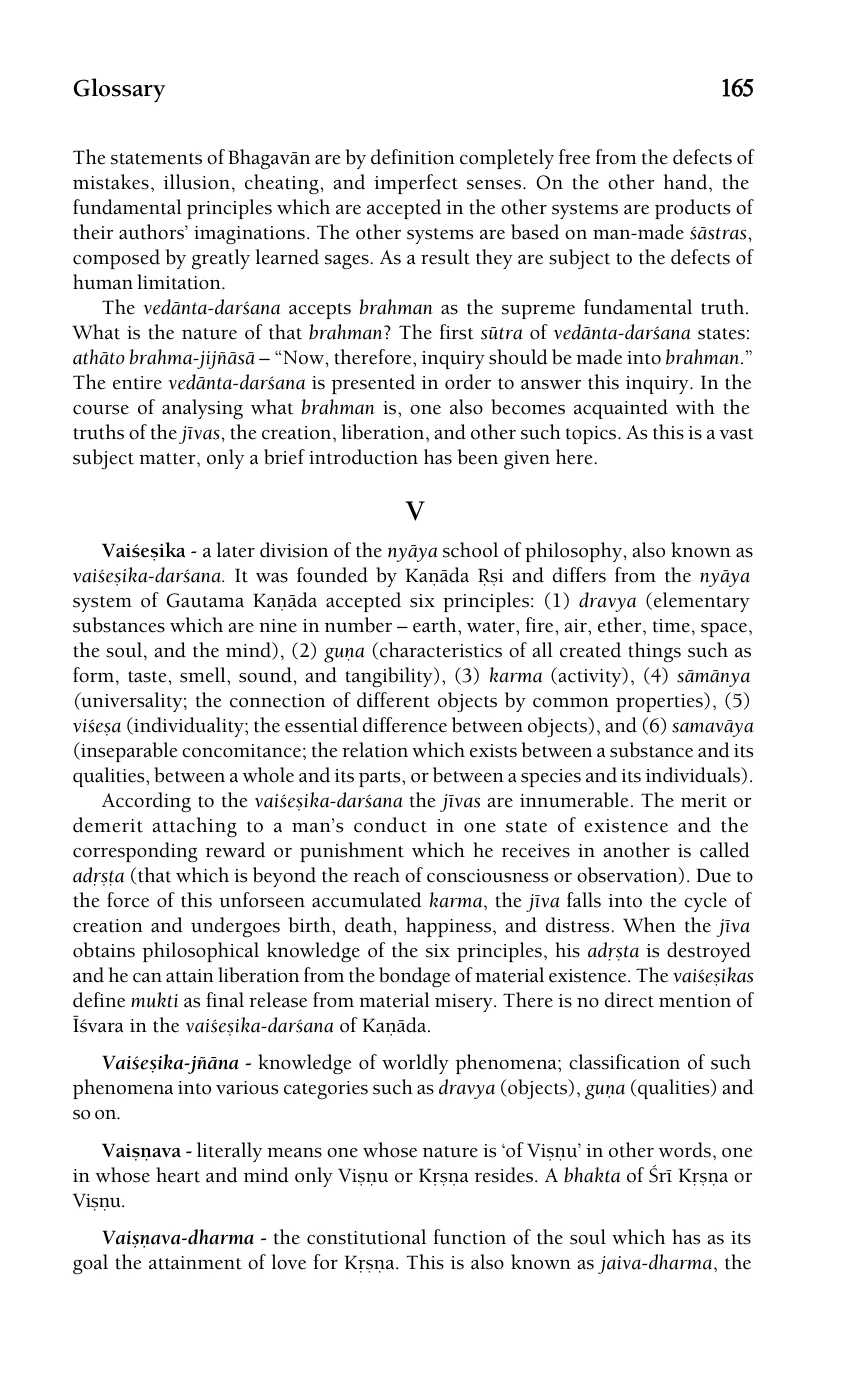 Glossary 165
The statements of Bhagavān are by definition completely free from the defects of
mistakes, illusion, cheating, and imperfect senses. On the other hand, the
fundamental principles which are accepted in the other systems are products of
their authors’ imaginations. The other systems are based on man-made śāstras,
composed by greatly learned sages. As a result they are subject to the defects of
human limitation.
The vedānta-darśana accepts brahman as the supreme fundamental truth.
What is the nature of that brahman? The first sūtra of vedānta-darśana states:
athāto brahma-jijñāsā – “Now, therefore, inquiry should be made into brahman.”
The entire vedānta-darśana is presented in order to answer this inquiry. In the
course of analysing what brahman is, one also becomes acquainted with the
truths of the jīvas, the creation, liberation, and other such topics. As this is a vast
subject matter, only a brief introduction has been given here.
V
Vaiśeṣika - a later division of the nyāya school of philosophy, also known as
vaiśeṣika-darśana. It was founded by Kaṇāda Ṛṣi and differs from the nyāya
system of Gautama Kaṇāda accepted six principles: (1) dravya (elementary
substances which are nine in number – earth, water, fire, air, ether, time, space,
the soul, and the mind), (2) guṇa (characteristics of all created things such as
form, taste, smell, sound, and tangibility), (3) karma (activity), (4) sāmānya
(universality; the connection of different objects by common properties), (5)
viśeṣa (individuality; the essential difference between objects), and (6) samavāya
(inseparable concomitance; the relation which exists between a substance and its
qualities, between a whole and its parts, or between a species and its individuals).
According to the vaiśeṣika-darśana the jīvas are innumerable. The merit or
demerit attaching to a man’s conduct in one state of existence and the
corresponding reward or punishment which he receives in another is called
adṛṣṭa (that which is beyond the reach of consciousness or observation). Due to
the force of this unforseen accumulated karma, the jīva falls into the cycle of
creation and undergoes birth, death, happiness, and distress. When the jīva
obtains philosophical knowledge of the six principles, his adṛṣṭa is destroyed
and he can attain liberation from the bondage of material existence. The vaiśeṣikas
define mukti as final release from material misery. There is no direct mention of
Īśvara in the vaiśeṣika-darśana of Kaṇāda.
Vaiśeṣika-jñāna - knowledge of worldly phenomena; classification of such
phenomena into various categories such as dravya (objects), guṇa (qualities) and
so on.
Vaiṣṇava - literally means one whose nature is ‘of Viṣṇu’ in other words, one
in whose heart and mind only Viṣṇu or Kṛṣṇa resides. A bhakta of Śrī Kṛṣṇa or
Viṣṇu.
Vaiṣṇava-dharma - the constitutional function of the soul which has as its
goal the attainment of love for Kṛṣṇa. This is also known as jaiva-dharma, the